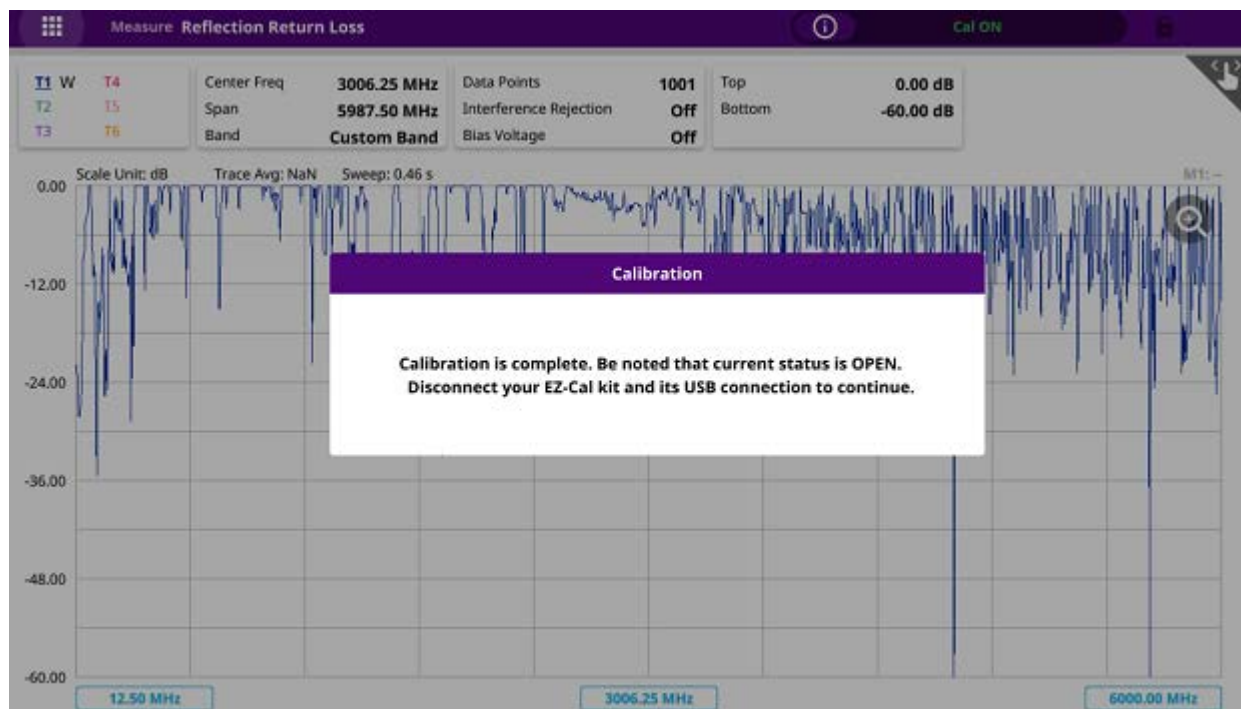 Measure Reflection Return Loss
Cal ON
T1 W T4
T2 T5
T3 T6
Center Freq 3006.25 MHz
Span 5987.50 MHz
Band Custom Band
Data Points 1001
Interference Rejection Off
Bias Voltage Off
Top 0.00 dB
Bottom -60.00 dB
Scale Unit: dB Trace Avg: NaN Sweep: 0.46 s M1: --
0.00
-12.00
-24.00
-36.00
-48.00
-60.00
Calibration
Calibration is complete. Be noted that current status is OPEN.
Disconnect your EZ-Cal kit and its USB connection to continue.
12.50 MHz 3006.25 MHz 6000.00 MHz